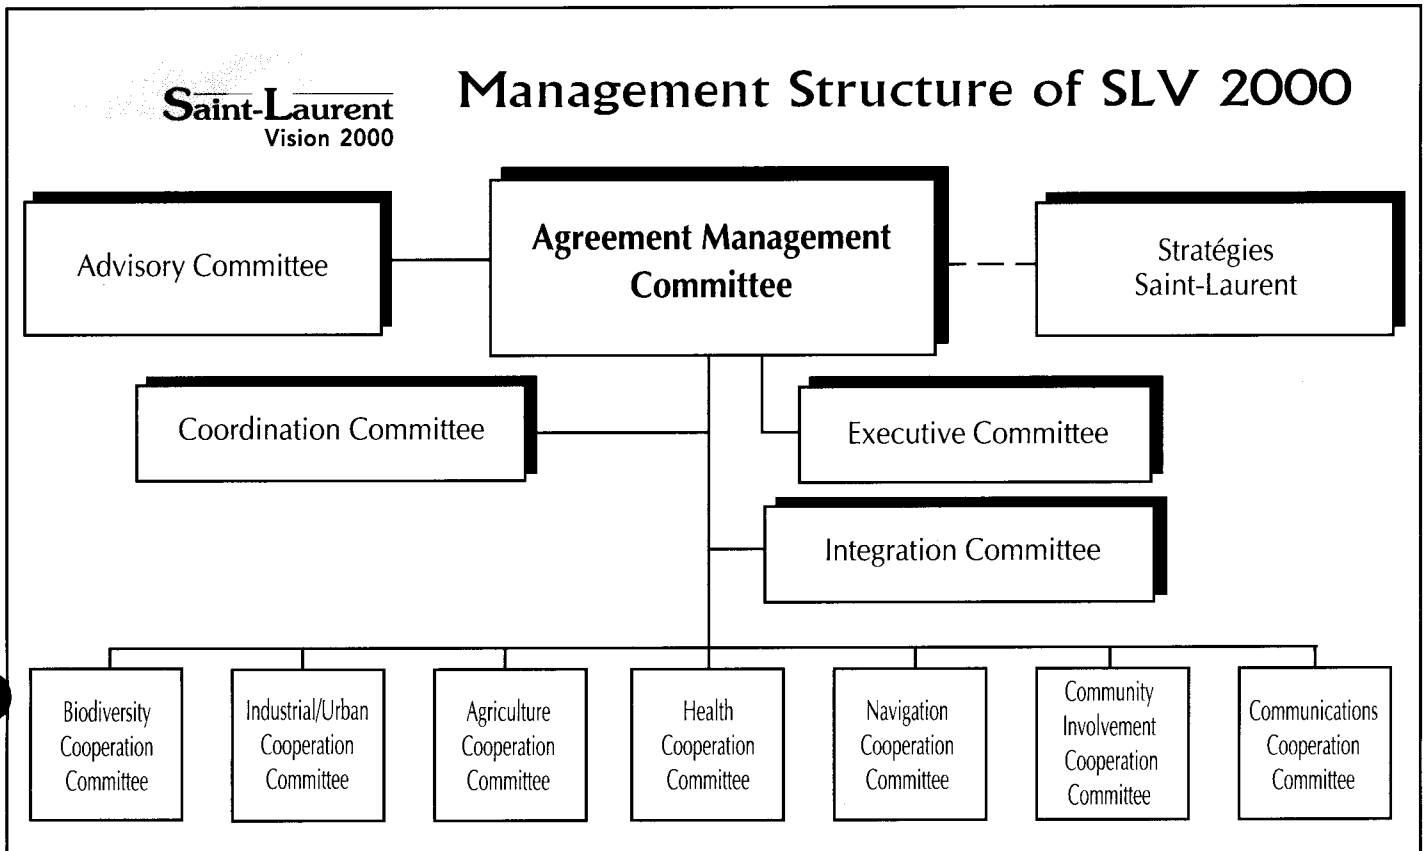 Saint-Laurent
Vision 2000
Management Structure of SLV 2000
Agreement Management
Committee
Advisory Committee
Stratégies
Saint-Laurent
Coordination Committee
Executive Committee
Integration Committee
Biodiversity
Cooperation
Committee
Industrial/Urban
Cooperation
Committee
Agriculture
Cooperation
Committee
Health
Cooperation
Committee
Navigation
Cooperation
Committee
Community
Involvement
Cooperation
Committee
Communications
Cooperation
Committee